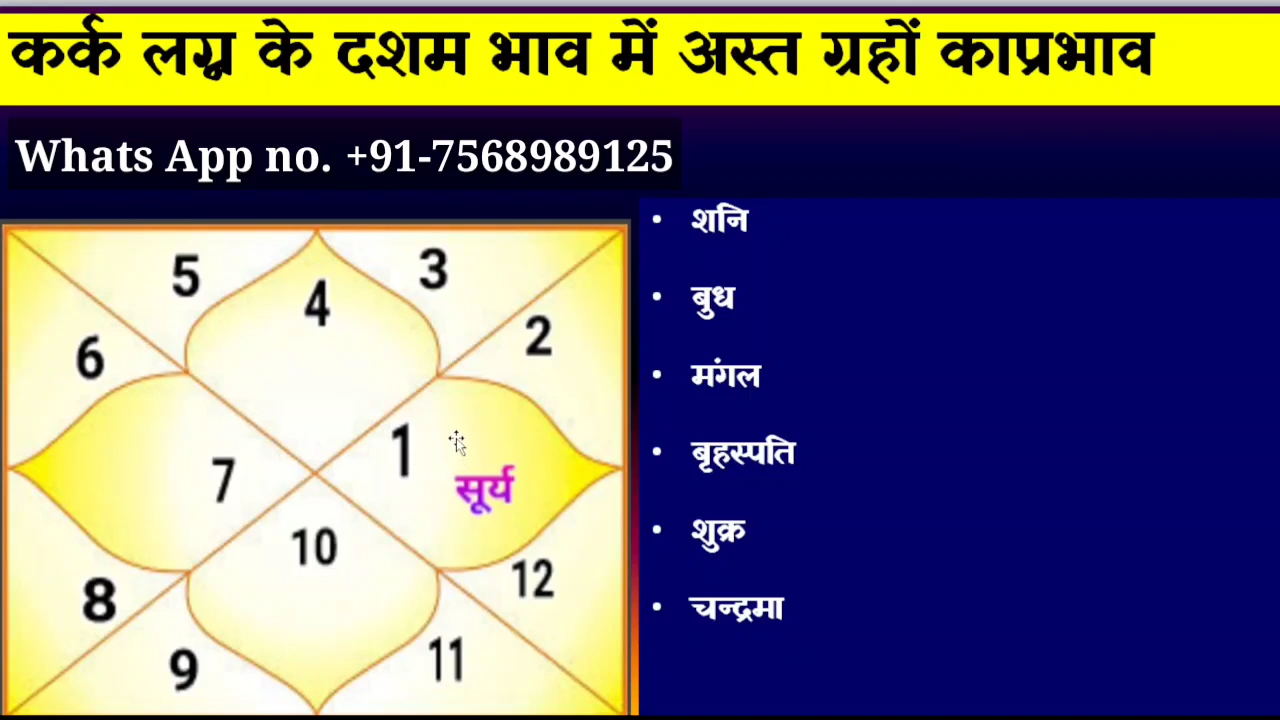 कर्क लग्न के दशम भाव में अस्त ग्रहों काप्रभाव
Whats App no. +91-7568989125
• शनि
• बुध
• मंगल
• बृहस्पति
• शुक्र
• चन्द्रमा
5
4
3
6
2
7
1
सूर्य
10
8
12
9
11